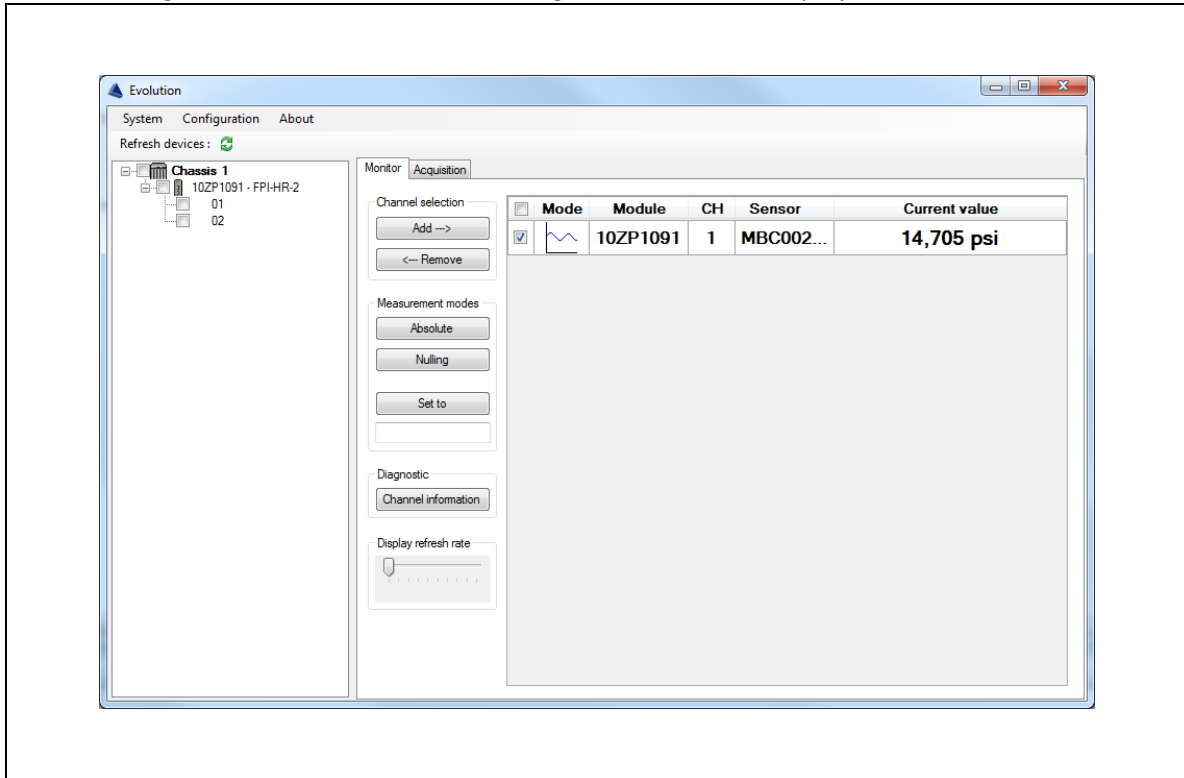 Evolution
System Configuration About
Refresh devices :
Chassis 1
10ZP1091 - FPI-HR-2
01
02
Monitor Acquisition
Channel selection
Add --->
<--- Remove
Measurement modes
Absolute
Nulling
Set to
Diagnostic
Channel information
Display refresh rate
Mode Module CH Sensor Current value
10ZP1091 1 MBC002... 14,705 psi